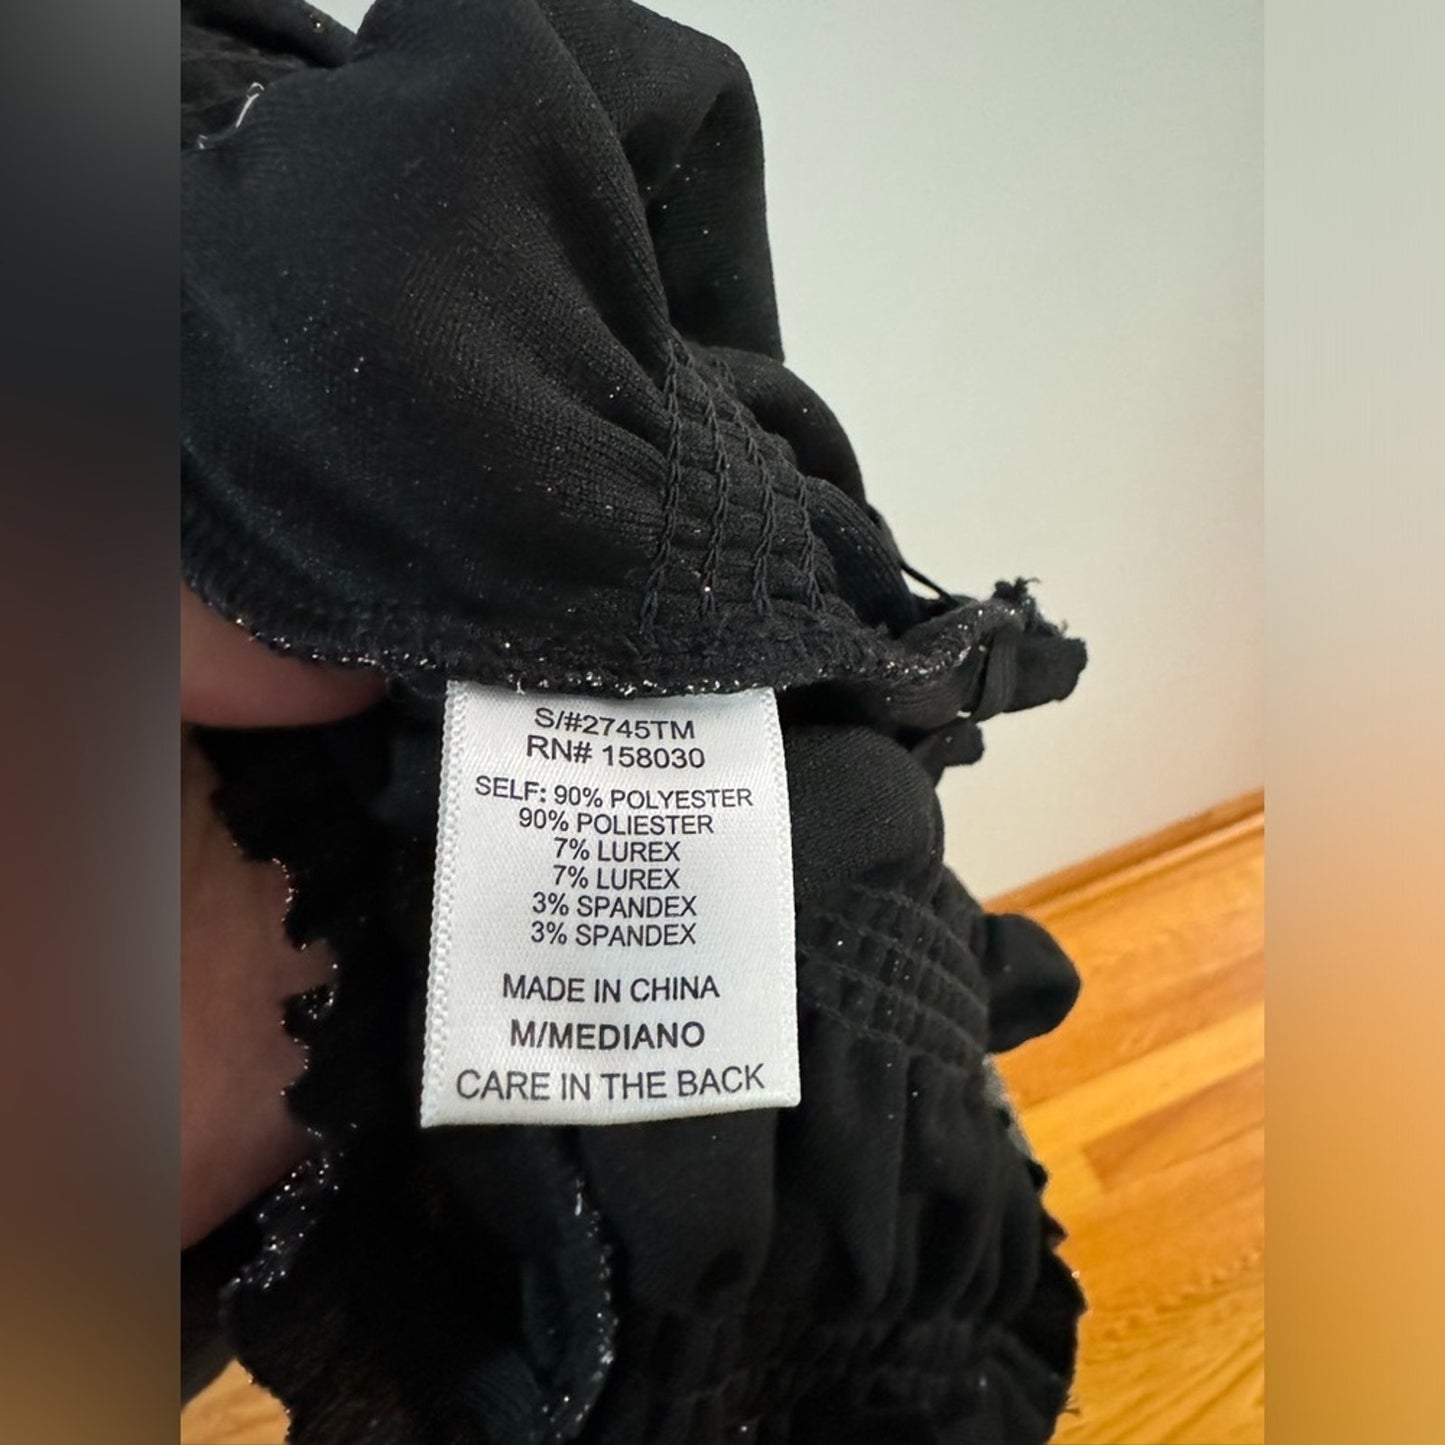 S/#2745TM
RN# 158030
SELF: 90% POLYESTER
90% POLIESTER
7% LUREX
7% LUREX
3% SPANDEX
3% SPANDEX
MADE IN CHINA
M/MEDIANO
CARE IN THE BACK